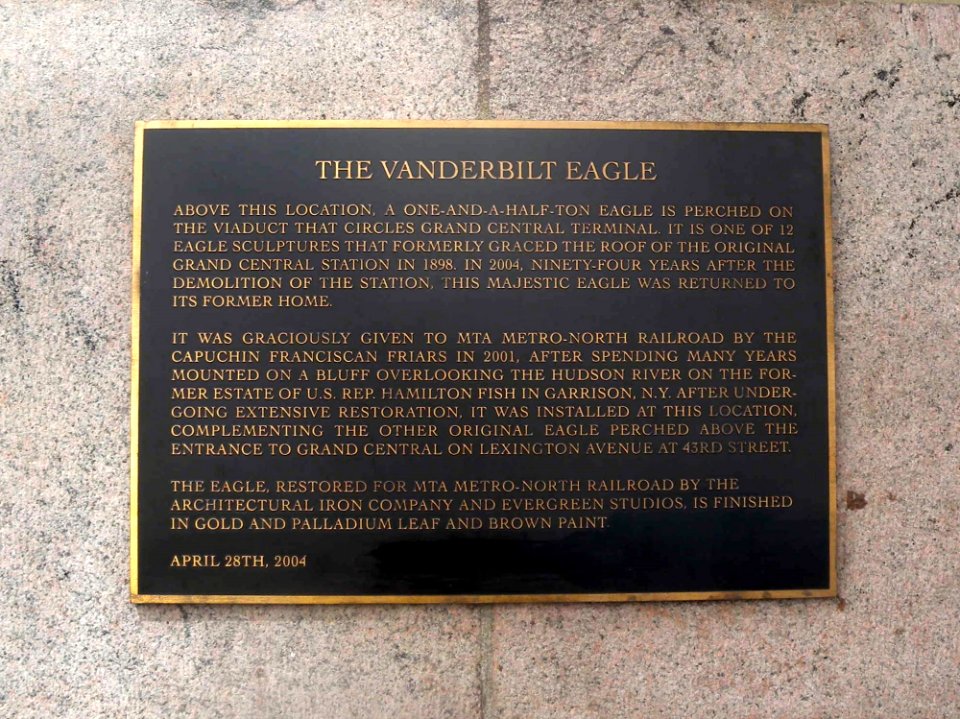 THE VANDERBILT EAGLE
ABOVE THIS LOCATION, A ONE-AND-A-HALF-TON EAGLE IS PERCHED ON
THE VIADUCT THAT CIRCLES GRAND CENTRAL TERMINAL. IT IS ONE OF 12
EAGLE SCULPTURES THAT FORMERLY GRACED THE ROOF OF THE ORIGINAL
GRAND CENTRAL STATION IN 1898. IN 2004, NINETY-FOUR YEARS AFTER THE
DEMOLITION OF THE STATION, THIS MAJESTIC EAGLE WAS RETURNED TO
ITS FORMER HOME.
IT WAS GRACIOUSLY GIVEN TO MTA METRO-NORTH RAILROAD BY THE
CAPUCHIN FRANCISCAN FRIARS IN 2001, AFTER SPENDING MANY YEARS
MOUNTED ON A BLUFF OVERLOOKING THE HUDSON RIVER ON THE FOR-
MER ESTATE OF U.S. REP. HAMILTON FISH IN GARRISON, N.Y. AFTER UNDER-
GOING EXTENSIVE RESTORATION, IT WAS INSTALLED AT THIS LOCATION,
COMPLEMENTING THE OTHER ORIGINAL EAGLE PERCHED ABOVE THE
ENTRANCE TO GRAND CENTRAL ON LEXINGTON AVENUE AT 43RD STREET.
THE EAGLE, RESTORED FOR MTA METRO-NORTH RAILROAD BY THE
ARCHITECTURAL IRON COMPANY AND EVERGREEN STUDIOS, IS FINISHED
IN GOLD AND PALLADIUM LEAF AND BROWN PAINT.
APRIL 28TH, 2004